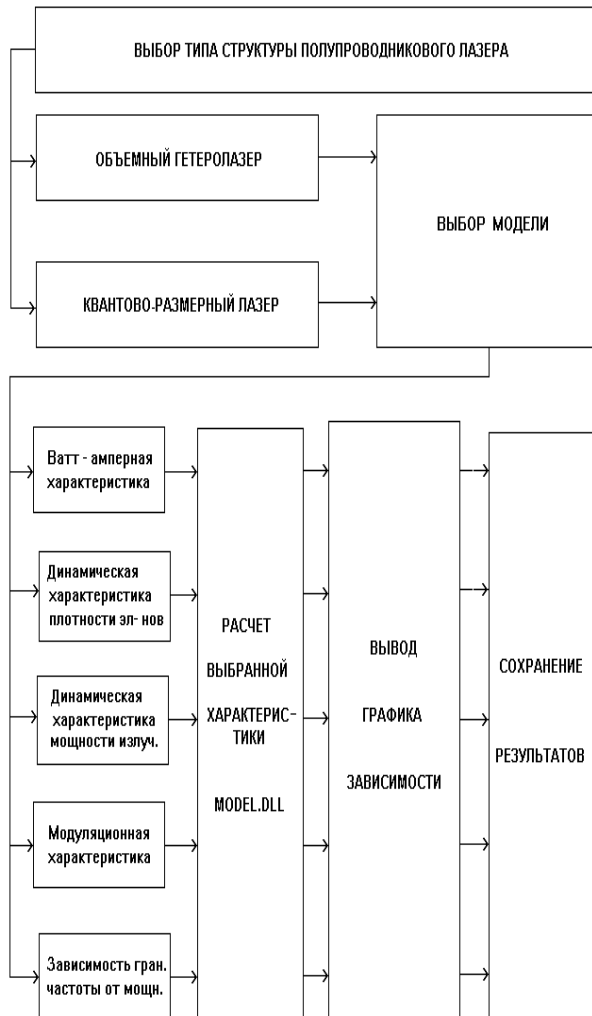 ВЫБОР ТИПА СТРУКТУРЫ ПОЛУПРОВОДНИКОВОГО ЛАЗЕРА
ОБЪЕМНЫЙ ГЕТЕРОЛАЗЕР
ВЫБОР МОДЕЛИ
КВАНТОВО-РАЗМЕРНЫЙ ЛАЗЕР
Ватт - амперная
характеристика
Динамическая
характеристика
плотности эл- нов
Динамическая
характеристика
мощности излуч.
Модуляционная
характеристика
Зависимость гран.
частоты от мощн.
РАСЧЕТ
ВЫБРАННОЙ
ХАРАКТЕРИС-
ТИКИ
MODEL.DLL
ВЫВОД
ГРАФИКА
ЗАВИСИМОСТИ
СОХРАНЕНИЕ
РЕЗУЛЬТАТОВ